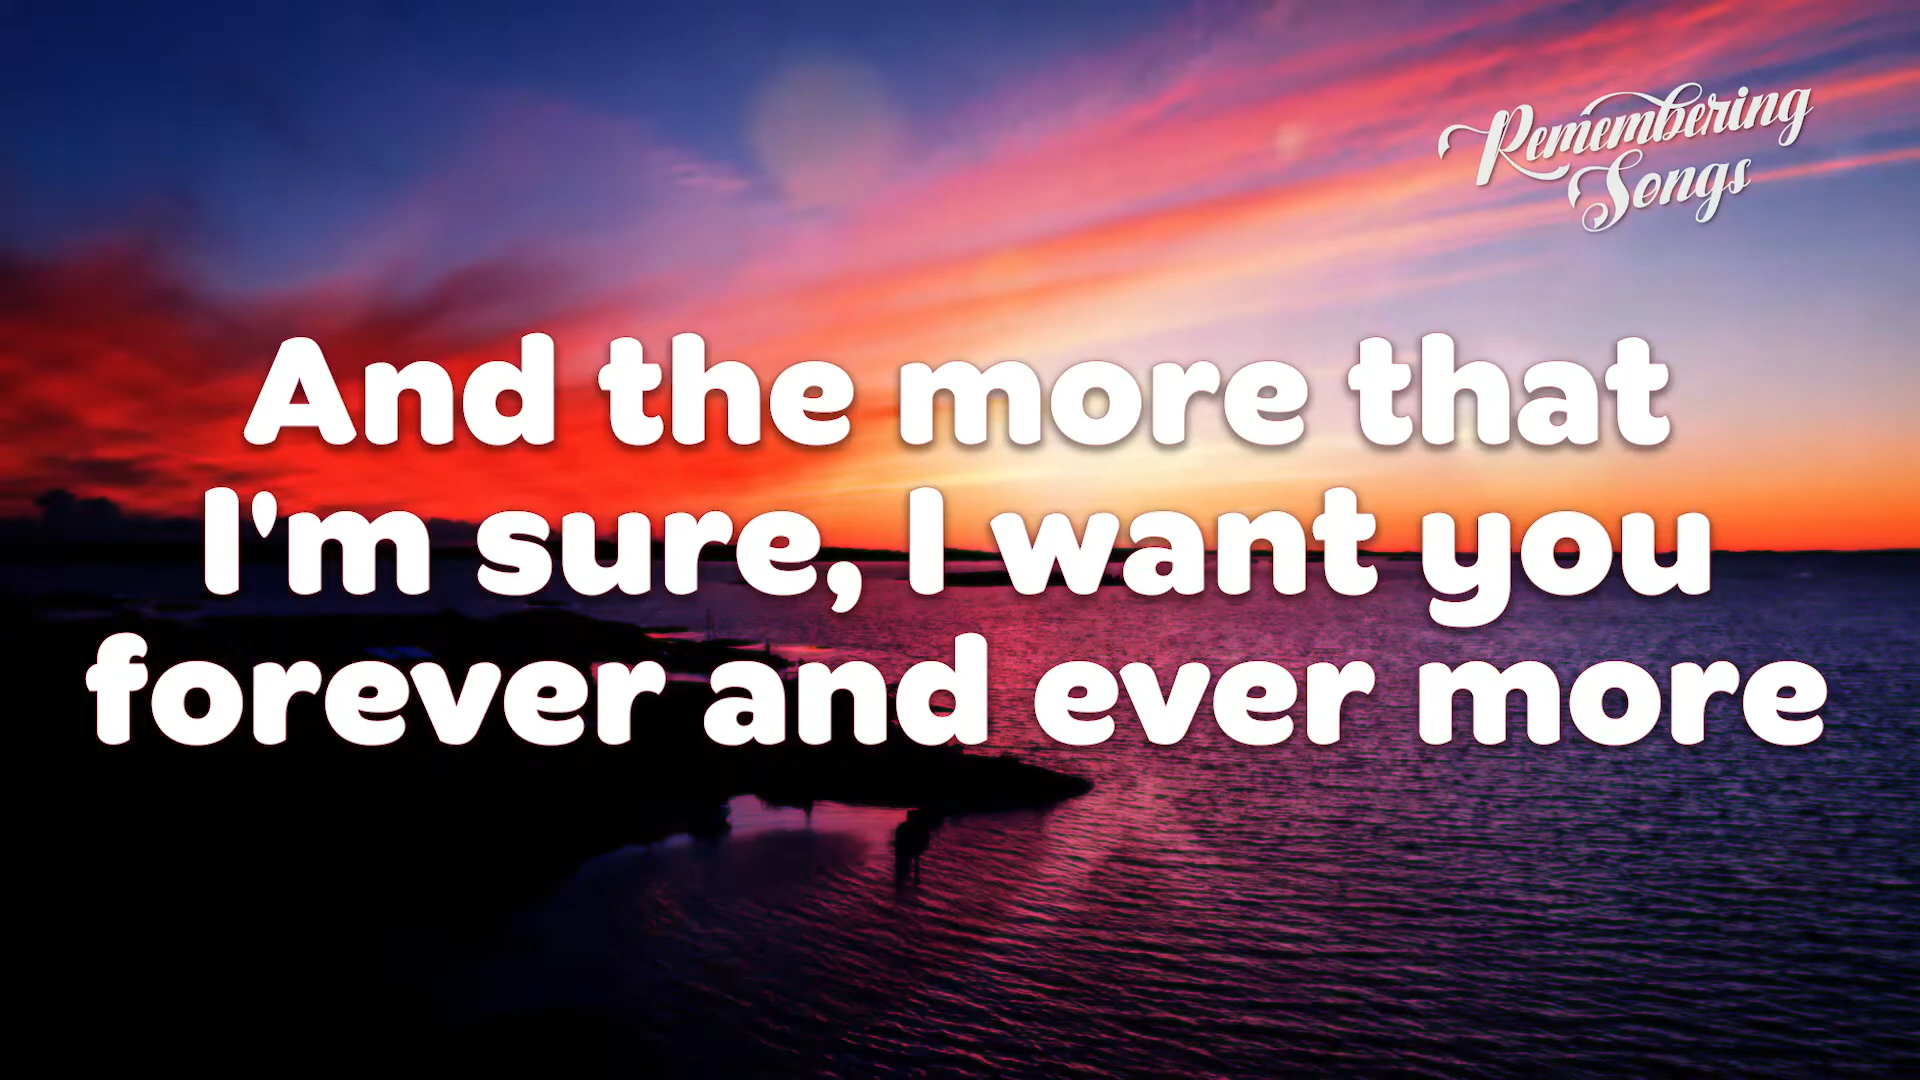 Remembering
Songs
And the more that
I'm sure, I want you
forever and ever more